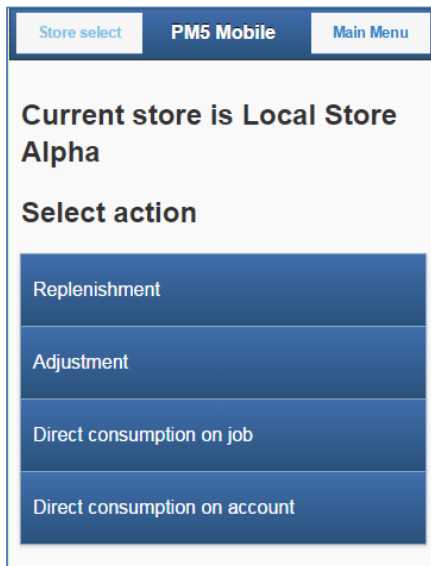 Store select PM5 Mobile Main Menu
Current store is Local Store
Alpha
Select action
Replenishment
Adjustment
Direct consumption on job
Direct consumption on account